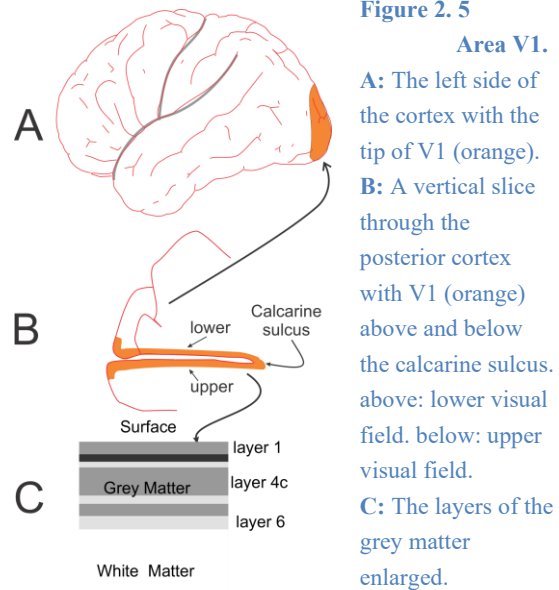 Figure 2. 5
Area V1.
A: The left side of
the cortex with the
tip of V1 (orange).
B: A vertical slice
through the
posterior cortex
with V1 (orange)
above and below
the calcarine sulcus.
above: lower visual
field. below: upper
visual field.
C: The layers of the
grey matter
enlarged.
A
B
lower
Calcarine
sulcus
upper
Surface
layer 1
C
Grey Matter
layer 4c
layer 6
White Matter